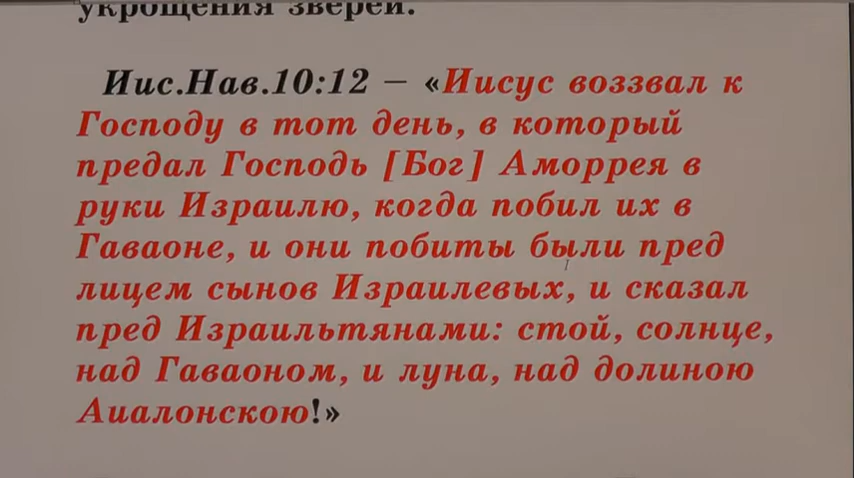 укрощения зверей.
Иис.Нав.10:12 – «Иисус воззвал к
Господу в тот день, в который
предал Господь [Бог] Аморрея в
руки Израилю, когда побил их в
Гаваоне, и они побиты были пред
лицем сынов Израилевых, и сказал
пред Израильтянами: стой, солнце,
над Гаваоном, и луна, над долиною
Аиалонскою!»